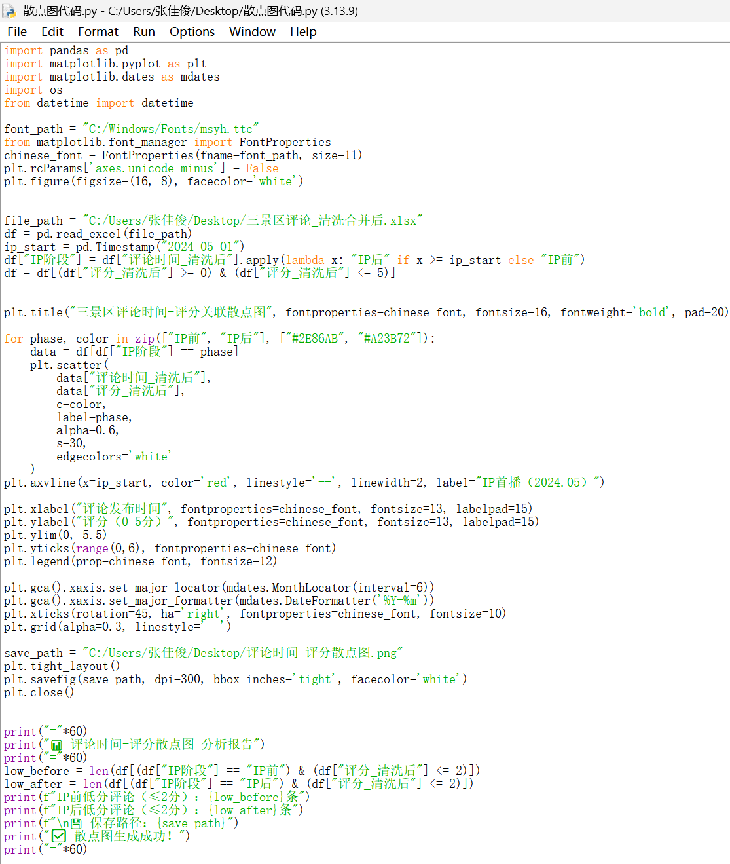 散点图代码.py - C:/Users/张佳俊/Desktop/散点图代码.py (3.13.9)
File Edit Format Run Options Window Help
import pandas as pd
import matplotlib.pyplot as plt
import matplotlib.dates as mdates
import os
from datetime import datetime
font_path = "C:/Windows/Fonts/msyh.ttc"
from matplotlib.font_manager import FontProperties
chinese_font = FontProperties(fname=font_path, size=11)
plt.rcParams['axes.unicode_minus'] = False
plt.figure(figsize=(16, 8), facecolor='white')
file_path = "C:/Users/张佳俊/Desktop/三景区评论_清洗合并后.xlsx"
df = pd.read_excel(file_path)
ip_start = pd.Timestamp("2024-05-01")
df["IP阶段"] = df["评论时间_清洗后"].apply(lambda x: "IP后" if x >= ip_start else "IP前")
df = df[(df["评分_清洗后"] >= 0) & (df["评分_清洗后"] <= 5)]
plt.title("三景区评论时间-评分关联散点图", fontproperties=chinese_font, fontsize=16, fontweight='bold', pad=20)
for phase, color in zip(["IP前", "IP后"], ["#2E86AB", "#A23B72"]):
    data = df[df["IP阶段"] == phase]
    plt.scatter(
        data["评论时间_清洗后"],
        data["评分_清洗后"],
        c=color,
        label=phase,
        alpha=0.6,
        s=30,
        edgecolors='white'
    )
plt.axvline(x=ip_start, color='red', linestyle='--', linewidth=2, label="IP首播（2024.05）")
plt.xlabel("评论发布时间", fontproperties=chinese_font, fontsize=13, labelpad=15)
plt.ylabel("评分（0-5分）", fontproperties=chinese_font, fontsize=13, labelpad=15)
plt.ylim(0, 5.5)
plt.yticks(range(0,6), fontproperties=chinese_font)
plt.legend(prop=chinese_font, fontsize=12)
plt.gca().xaxis.set_major_locator(mdates.MonthLocator(interval=6))
plt.gca().xaxis.set_major_formatter(mdates.DateFormatter('%Y-%m'))
plt.xticks(rotation=45, ha='right', fontproperties=chinese_font, fontsize=10)
plt.grid(alpha=0.3, linestyle='--')
save_path = "C:/Users/张佳俊/Desktop/评论时间_评分散点图.png"
plt.tight_layout()
plt.savefig(save_path, dpi=300, bbox_inches='tight', facecolor='white')
plt.close()
print("="*60)
print("📊 评论时间-评分散点图 分析报告")
print("="*60)
low_before = len(df[(df["IP阶段"] == "IP前") & (df["评分_清洗后"] <= 2)])
low_after = len(df[(df["IP阶段"] == "IP后") & (df["评分_清洗后"] <= 2)])
print(f"IP前低分评论（≤2分）：{low_before}条")
print(f"IP后低分评论（≤2分）：{low_after}条")
print(f"\n💾 保存路径：{save_path}")
print("✅ 散点图生成成功！")
print("="*60)